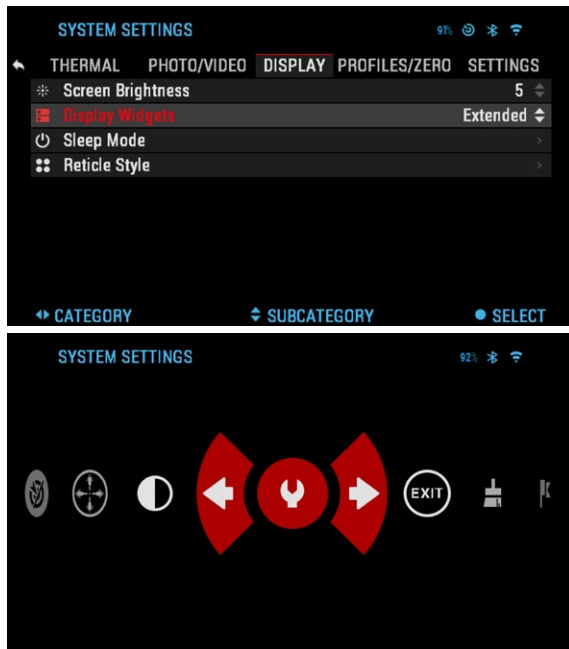 SYSTEM SETTINGS 91%
THERMAL PHOTO/VIDEO DISPLAY PROFILES/ZERO SETTINGS
Screen Brightness 5
Display Widgets Extended
Sleep Mode
Reticle Style
CATEGORY SUBCATEGORY SELECT
SYSTEM SETTINGS 92%
EXIT